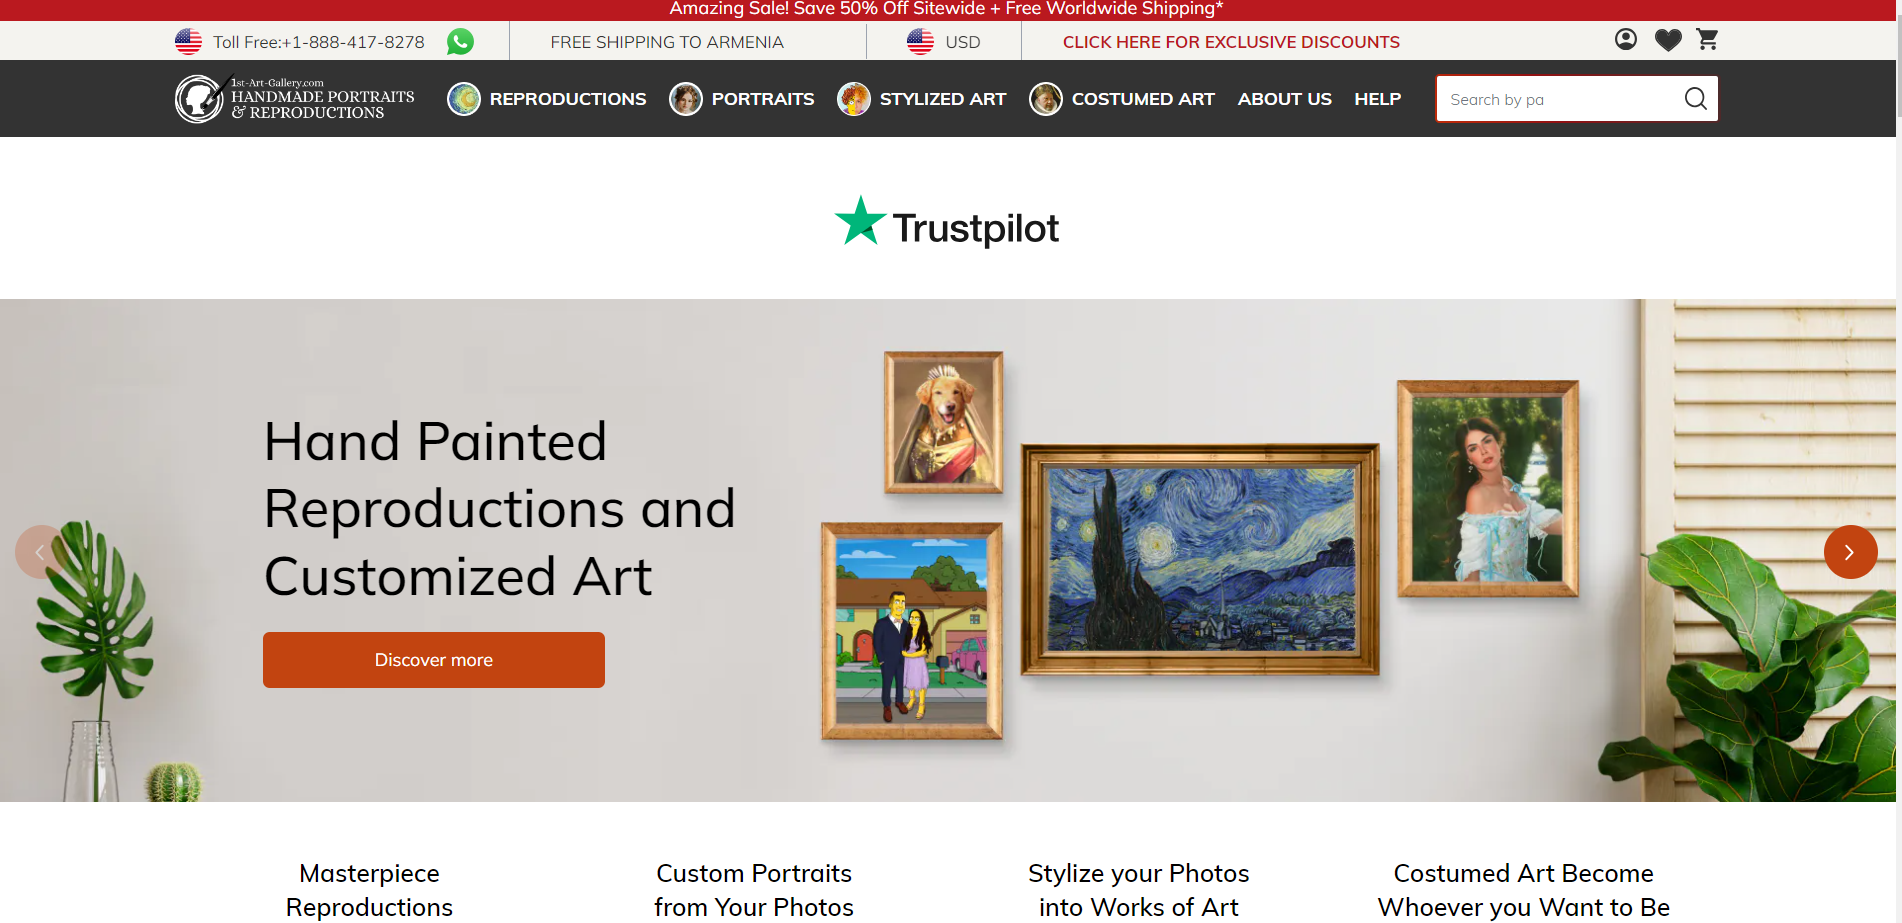 Amazing Sale! Save 50% Off Sitewide + Free Worldwide Shipping*
Toll Free:+1-888-417-8278
FREE SHIPPING TO ARMENIA
USD
CLICK HERE FOR EXCLUSIVE DISCOUNTS
1st-Art-Gallery.com
HANDMADE PORTRAITS
& REPRODUCTIONS
REPRODUCTIONS
PORTRAITS
STYLIZED ART
COSTUMED ART
ABOUT US
HELP
Search by pa
Trustpilot
Hand Painted
Reproductions and
Customized Art
Discover more
Masterpiece
Reproductions
Custom Portraits
from Your Photos
Stylize your Photos
into Works of Art
Costumed Art Become
Whoever you Want to Be